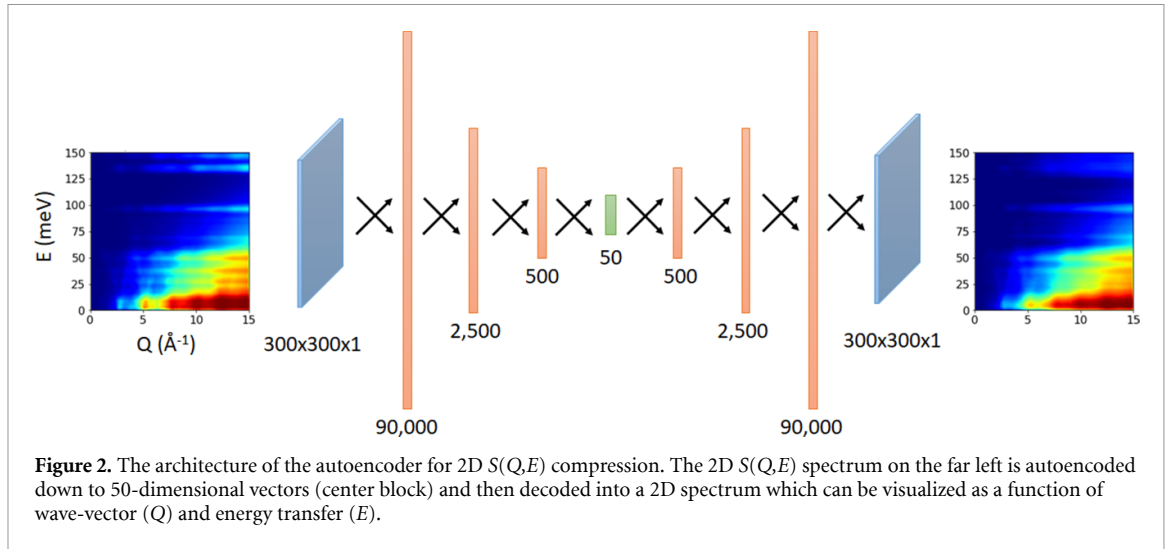 150
125
100
75
50
25
0
E (meV)
0 5 10 15
Q (Å-1)
300x300x1
90,000
2,500
500
50
500
2,500
90,000
300x300x1
150
125
100
75
50
25
0
0 5 10 15
Figure 2. The architecture of the autoencoder for 2D S(Q,E) compression. The 2D S(Q,E) spectrum on the far left is autoencoded
down to 50-dimensional vectors (center block) and then decoded into a 2D spectrum which can be visualized as a function of
wave-vector (Q) and energy transfer (E).